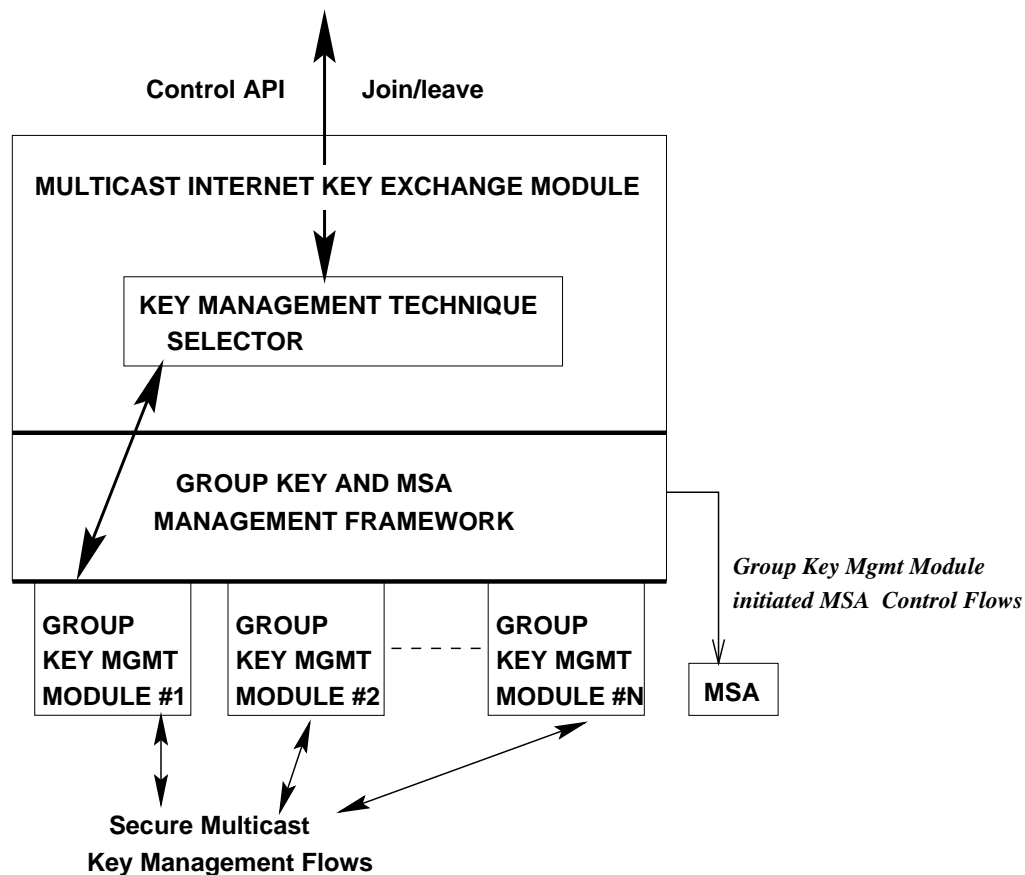 Control API
Join/leave
MULTICAST INTERNET KEY EXCHANGE MODULE
KEY MANAGEMENT TECHNIQUE
SELECTOR
GROUP KEY AND MSA
MANAGEMENT FRAMEWORK
Group Key Mgmt Module
initiated MSA Control Flows
GROUP
KEY MGMT
MODULE #1
GROUP
KEY MGMT
MODULE #2
GROUP
KEY MGMT
MODULE #N
MSA
Secure Multicast
Key Management Flows